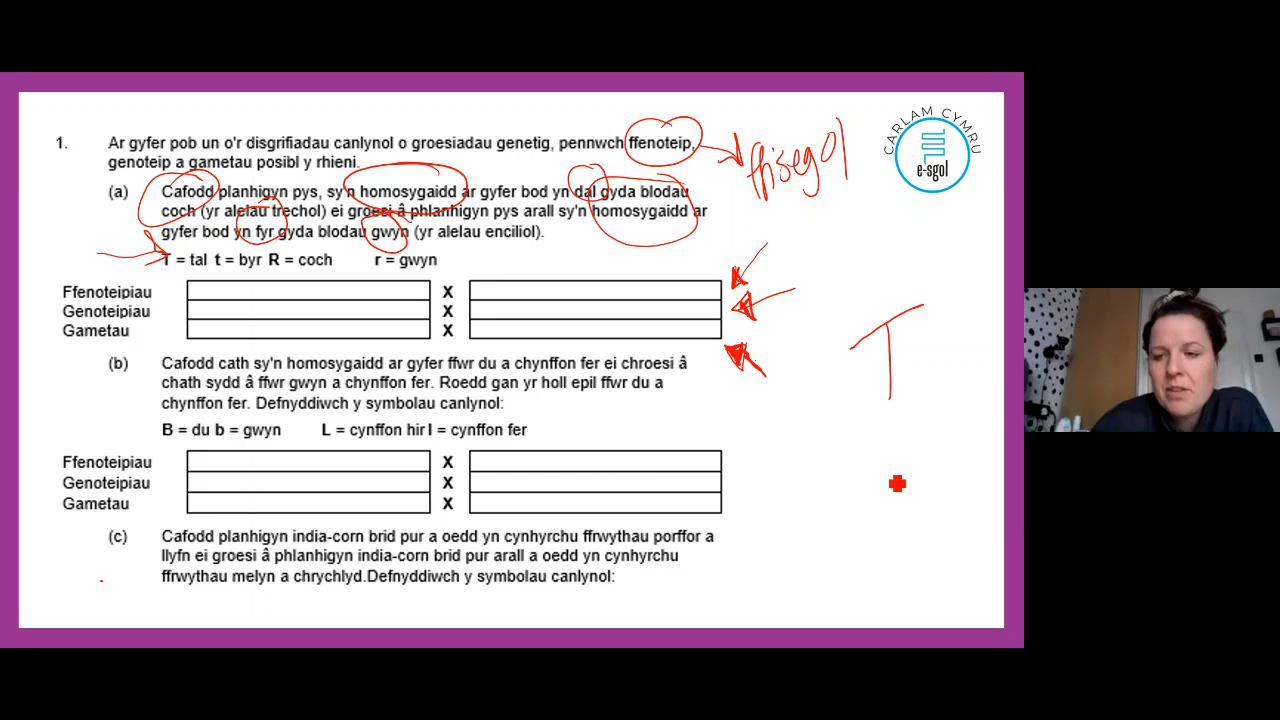 1. Ar gyfer pob un o'r disgrifiadau canlynol o groesiadau genetig, pennwch ffenoteip,
genoteip a gametau posibl y rhieni.
ffisegol
CARLAM CYMRU
e-sgol
(a) Cafodd planhigyn pys, sy'n homosygaidd ar gyfer bod yn dal gyda blodau
coch (yr alelau trechol) ei groesi â phlanhigyn pys arall sy'n homosygaidd ar
gyfer bod yn fyr gyda blodau gwyn (yr alelau enciliol).
T = tal t = byr R = coch r = gwyn
Ffenoteipiau X
Genoteipiau X
Gametau X
T
(b) Cafodd cath sy'n homosygaidd ar gyfer ffwr du a chynffon fer ei chroesi â
chath sydd â ffwr gwyn a chynffon fer. Roedd gan yr holl epil ffwr du a
chynffon fer. Defnyddiwch y symbolau canlynol:
B = du b = gwyn L = cynffon hir l = cynffon fer
Ffenoteipiau X
Genoteipiau X
Gametau X
(c) Cafodd planhigyn india-corn brid pur a oedd yn cynhyrchu ffrwythau porffor a
llyfn ei groesi â phlanhigyn india-corn brid pur arall a oedd yn cynhyrchu
ffrwythau melyn a chrychlyd.Defnyddiwch y symbolau canlynol: